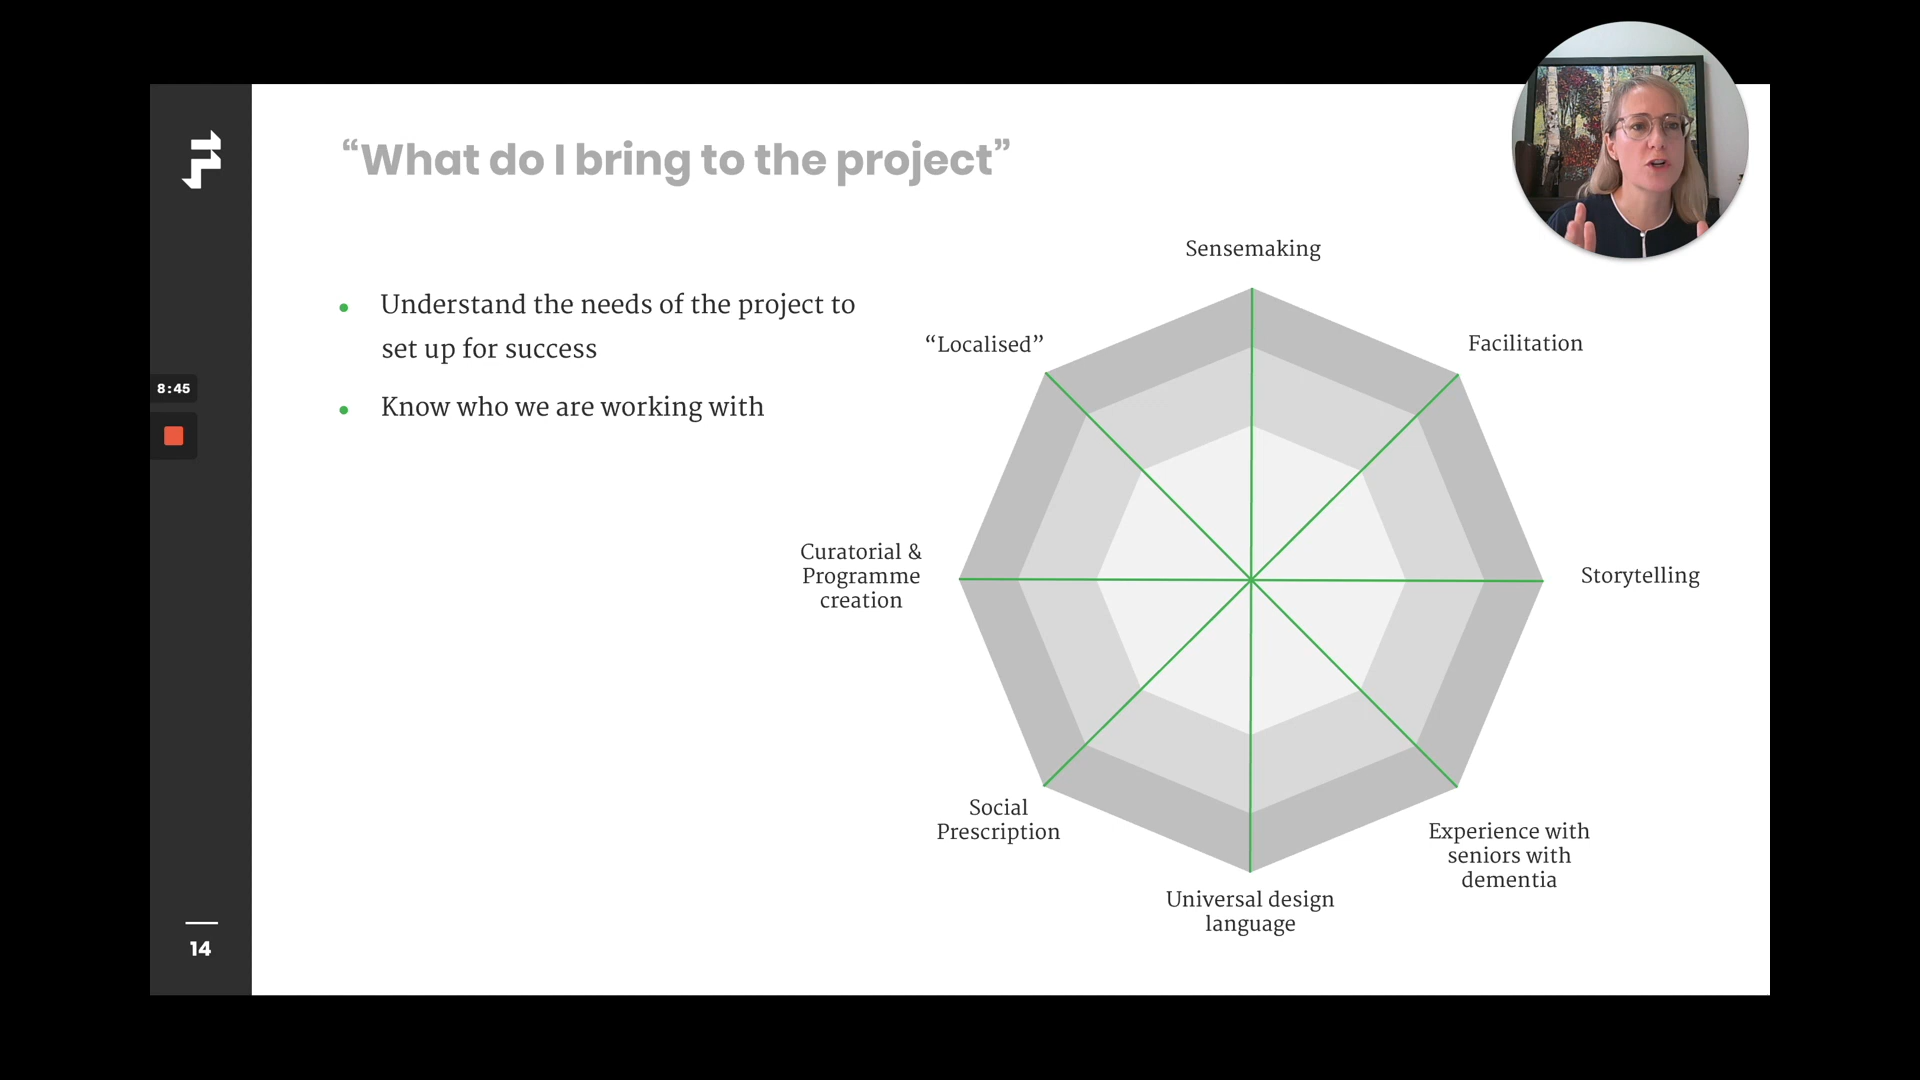 “What do I bring to the project”
Understand the needs of the project to
set up for success
Know who we are working with
8:45
Sensemaking
Facilitation
Storytelling
Experience with
seniors with
dementia
Universal design
language
Social
Prescription
Curatorial &
Programme
creation
“Localised”
14